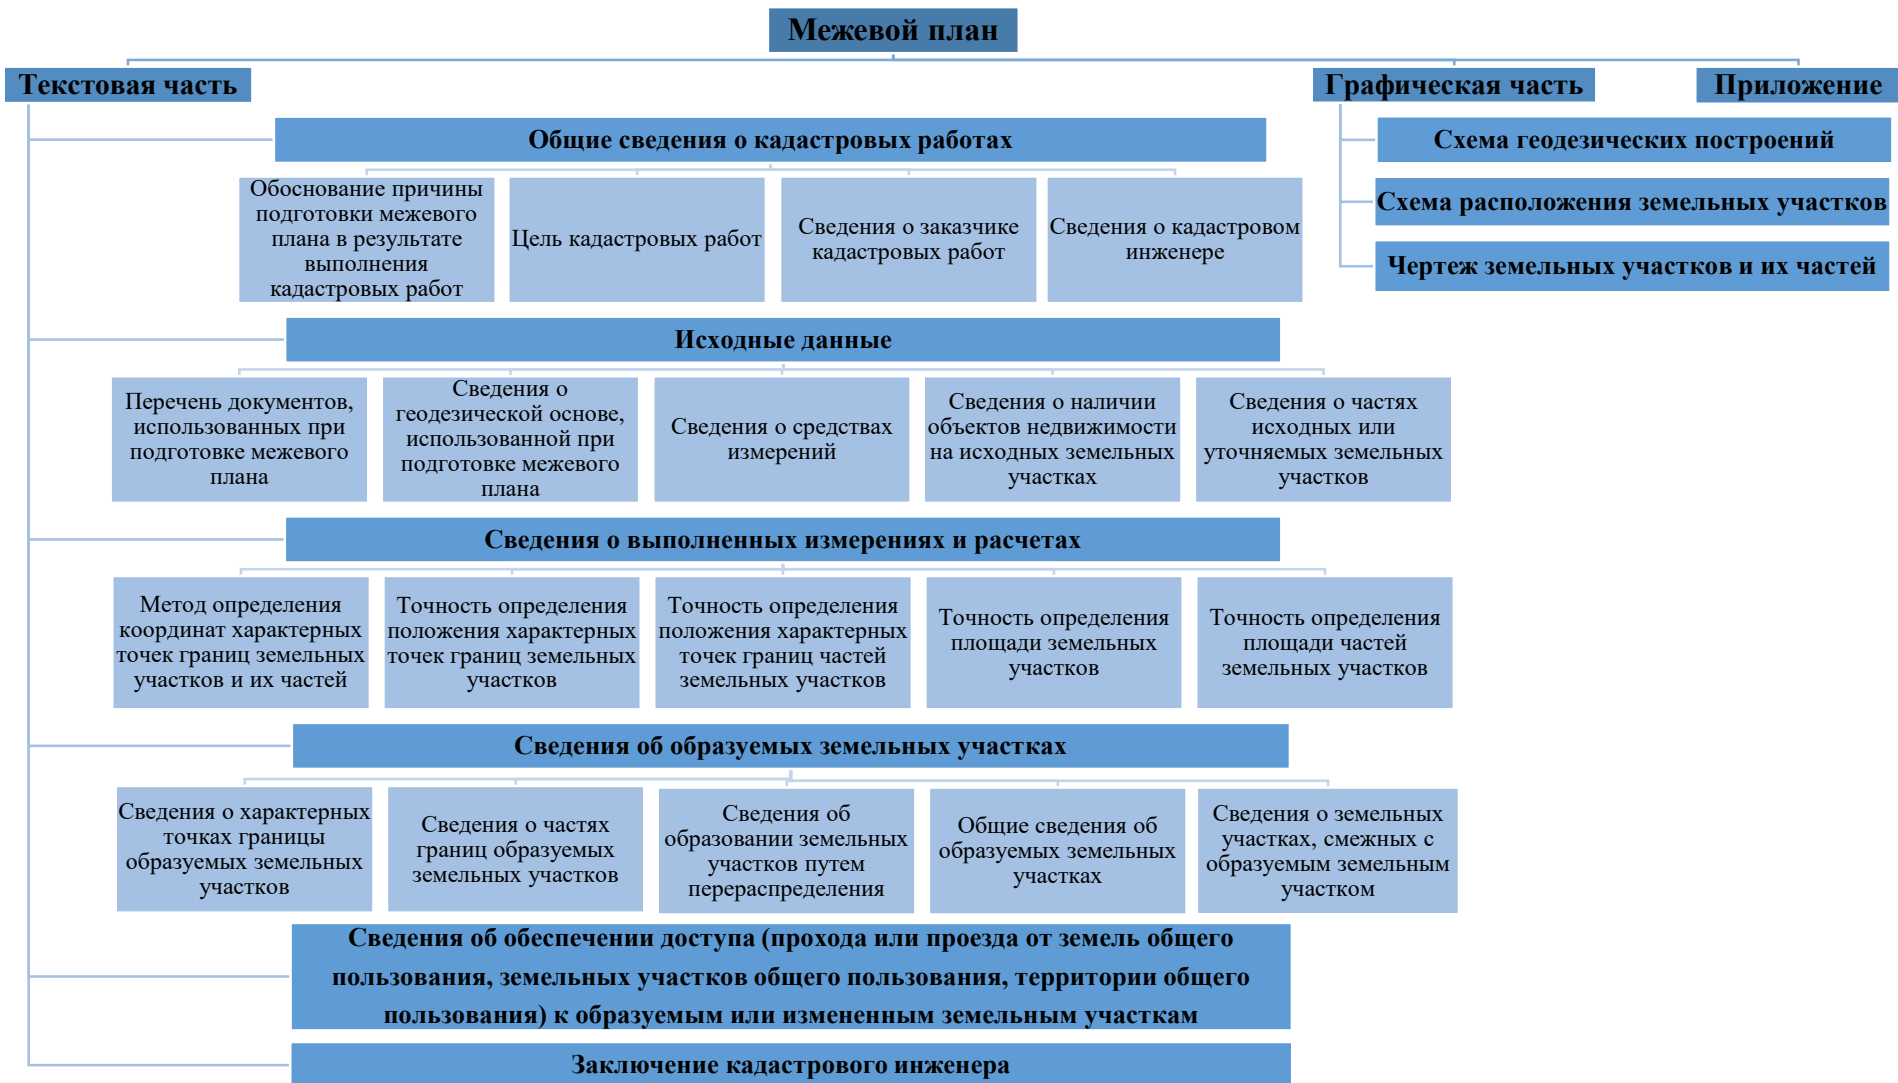 Межевой план
Текстовая часть
Графическая часть
Приложение
Общие сведения о кадастровых работах
Обоснование причины
подготовки межевого
плана в результате
выполнения
кадастровых работ
Цель кадастровых работ
Сведения о заказчике
кадастровых работ
Сведения о кадастровом
инженере
Схема геодезических построений
Схема расположения земельных участков
Чертеж земельных участков и их частей
Исходные данные
Перечень документов,
использованных при
подготовке межевого
плана
Сведения о
геодезической основе,
использованной при
подготовке межевого
плана
Сведения о средствах
измерений
Сведения о наличии
объектов недвижимости
на исходных земельных
участках
Сведения о частях
исходных или
уточняемых земельных
участков
Сведения о выполненных измерениях и расчетах
Метод определения
координат характерных
точек границ земельных
участков и их частей
Точность определения
положения характерных
точек границ земельных
участков
Точность определения
положения характерных
точек границ частей
земельных участков
Точность определения
площади земельных
участков
Точность определения
площади частей
земельных участков
Сведения об образуемых земельных участках
Сведения о характерных
точках границы
образуемых земельных
участков
Сведения о частях
границ образуемых
земельных участков
Сведения об
образовании земельных
участков путем
перераспределения
Общие сведения об
образуемых земельных
участках
Сведения о земельных
участках, смежных с
образуемым земельным
участком
Сведения об обеспечении доступа (прохода или проезда от земель общего
пользования, земельных участков общего пользования, территории общего
пользования) к образуемым или измененным земельным участкам
Заключение кадастрового инженера